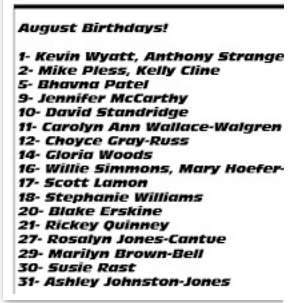 August Birthdays!
1- Kevin Wyatt, Anthony Strange
2- Mike Pless, Kelly Cline
5- Bhavna Patel
9- Jennifer McCarthy
10- David Standridge
11- Carolyn Ann Wallace-Walgren
12- Choyce Gray-Russ
14- Gloria Woods
16- Willie Simmons, Mary Hoefer-
17- Scott Lamon
18- Stephanie Williams
20- Blake Erskine
21- Rickey Quinney
27- Rosalyn Jones-Cantue
29- Marilyn Brown-Bell
30- Susie Rast
31- Ashley Johnston-Jones